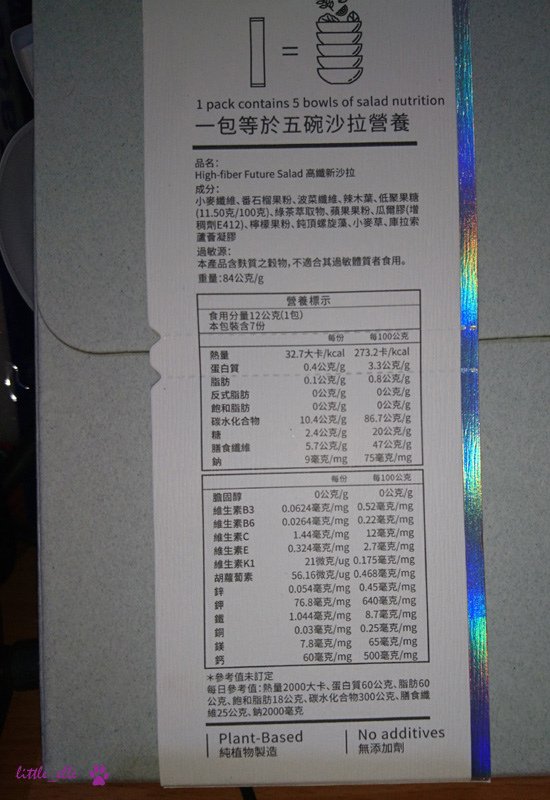 =
1 pack contains 5 bowls of salad nutrition
一包等於五碗沙拉營養
品名：
High-fiber Future Salad 高纖新沙拉
成分：
小麥纖維、番石榴果粉、波菜纖維、辣木葉、低聚果糖
(11.50克/100克)、綠茶萃取物、蘋果果粉、瓜爾膠(增
稠劑E412)、檸檬果粉、鈍頂螺旋藻、小麥草、庫拉索
蘆薈凝膠
過敏源：
本產品含麩質之穀物，不適合其過敏體質者食用。
重量：84公克/g
營養標示
食用分量12公克(1包)
本包裝含7份
每份 每100公克
熱量 32.7大卡/kcal 273.2卡/kcal
蛋白質 0.4公克/g 3.3公克/g
脂肪 0.1公克/g 0.8公克/g
反式脂肪 0公克/g 0公克/g
飽和脂肪 0公克/g 0公克/g
碳水化合物 10.4公克/g 86.7公克/g
糖 2.4公克/g 20公克/g
膳食纖維 5.7公克/g 47公克/g
鈉 9毫克/mg 75毫克/mg
每份 每100公克
膽固醇 0公克/g 0公克/g
維生素B3 0.0624毫克/mg 0.52毫克/mg
維生素B6 0.0264毫克/mg 0.22毫克/mg
維生素C 1.44毫克/mg 12毫克/mg
維生素E 0.324毫克/mg 2.7毫克/mg
維生素K1 21微克/ug 0.175毫克/mg
胡蘿蔔素 56.16微克/ug 0.468毫克/mg
鋅 0.054毫克/mg 0.45毫克/mg
鉀 76.8毫克/mg 640毫克/mg
鐵 1.044毫克/mg 8.7毫克/mg
銅 0.03毫克/mg 0.25毫克/mg
鎂 7.8毫克/mg 65毫克/mg
鈣 60毫克/mg 500毫克/mg
＊參考值未訂定
每日參考值：熱量2000大卡、蛋白質60公克、脂肪60
公克、飽和脂肪18公克、碳水化合物300公克、膳食纖
維25公克、鈉2000毫克
Plant-Based No additives
純植物製造 無添加劑